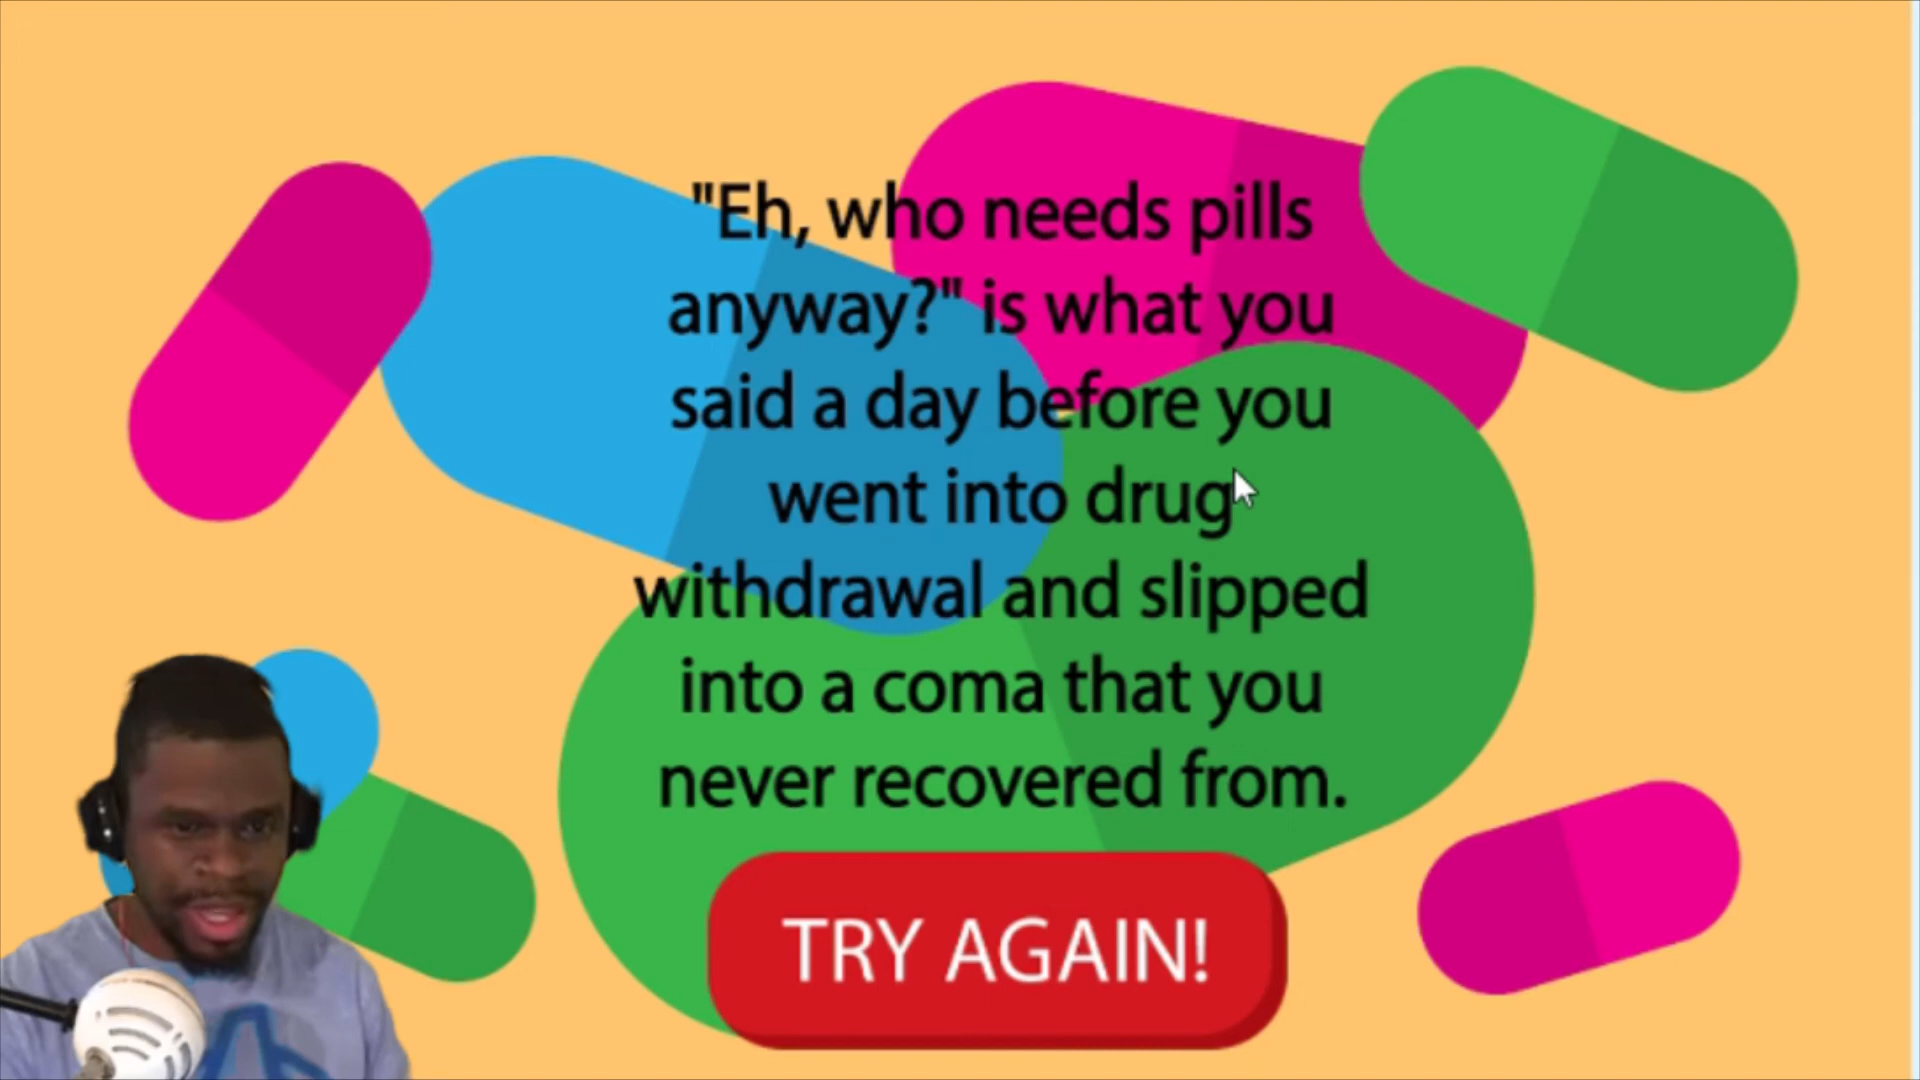 "Eh, who needs pills
anyway?" is what you
said a day before you
went into drug
withdrawal and slipped
into a coma that you
never recovered from.
TRY AGAIN!